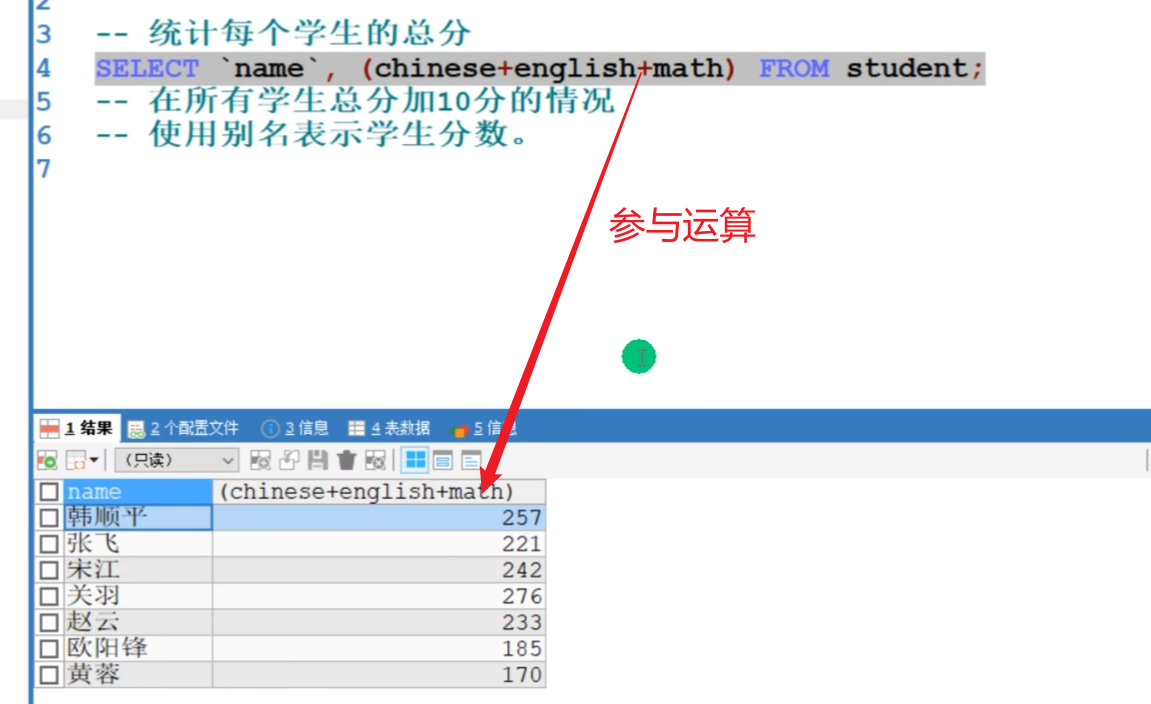 2
3 -- 统计每个学生的总分
4 SELECT `name`, (chinese+english+math) FROM student;
5 -- 在所有学生总分加10分的情况
6 -- 使用别名表示学生分数。
7
参与运算
1 结果 2 个配置文件 3 信息 4 表数据 5 信息
(只读)
name (chinese+english+math)
韩顺平 257
张飞 221
宋江 242
关羽 276
赵云 233
欧阳锋 185
黄蓉 170